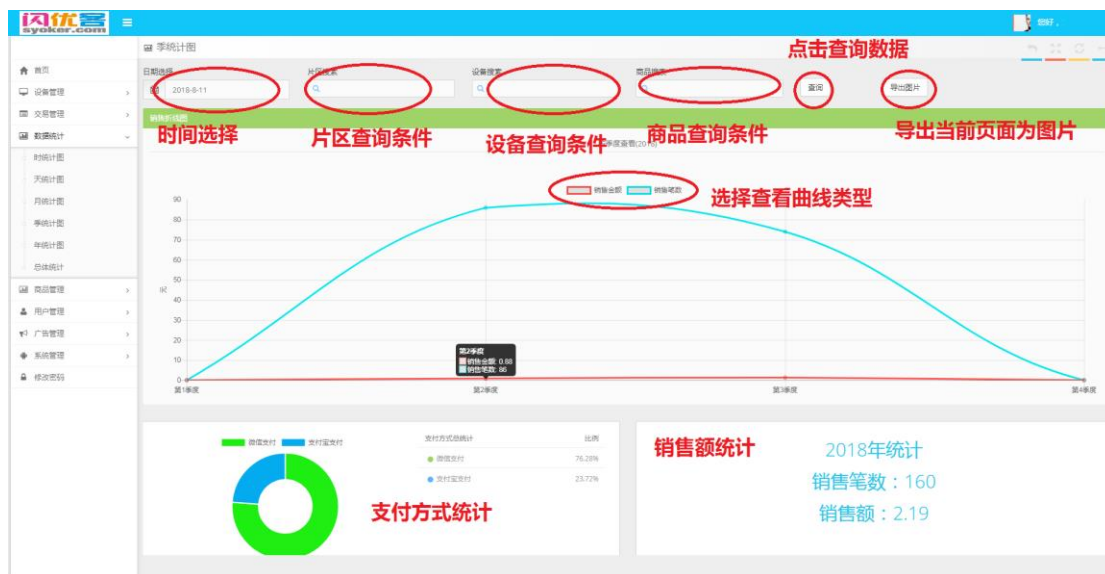 闪优客
syoker.com
您好，
点击查询数据
季统计图
首页
设备管理
交易管理
数据统计
时统计图
天统计图
月统计图
季统计图
年统计图
总体统计
商品管理
用户管理
广告管理
系统管理
修改密码
日期选择
片区搜索
设备搜索
商品搜索
2018-8-11
查询
导出图片
销售折线图
时间选择
片区查询条件
设备查询条件
商品查询条件
导出当前页面为图片
季度查看(2018)
销售金额
销售笔数
选择查看曲线类型
90
80
70
60
50
元
40
30
20
10
0
第2季度
销售金额: 0.88
销售笔数: 86
第1季度
第2季度
第3季度
第4季度
微信支付
支付宝支付
支付方式总统计
比例
微信支付
76.28%
支付宝支付
23.72%
支付方式统计
销售额统计
2018年统计
销售笔数：160
销售额：2.19